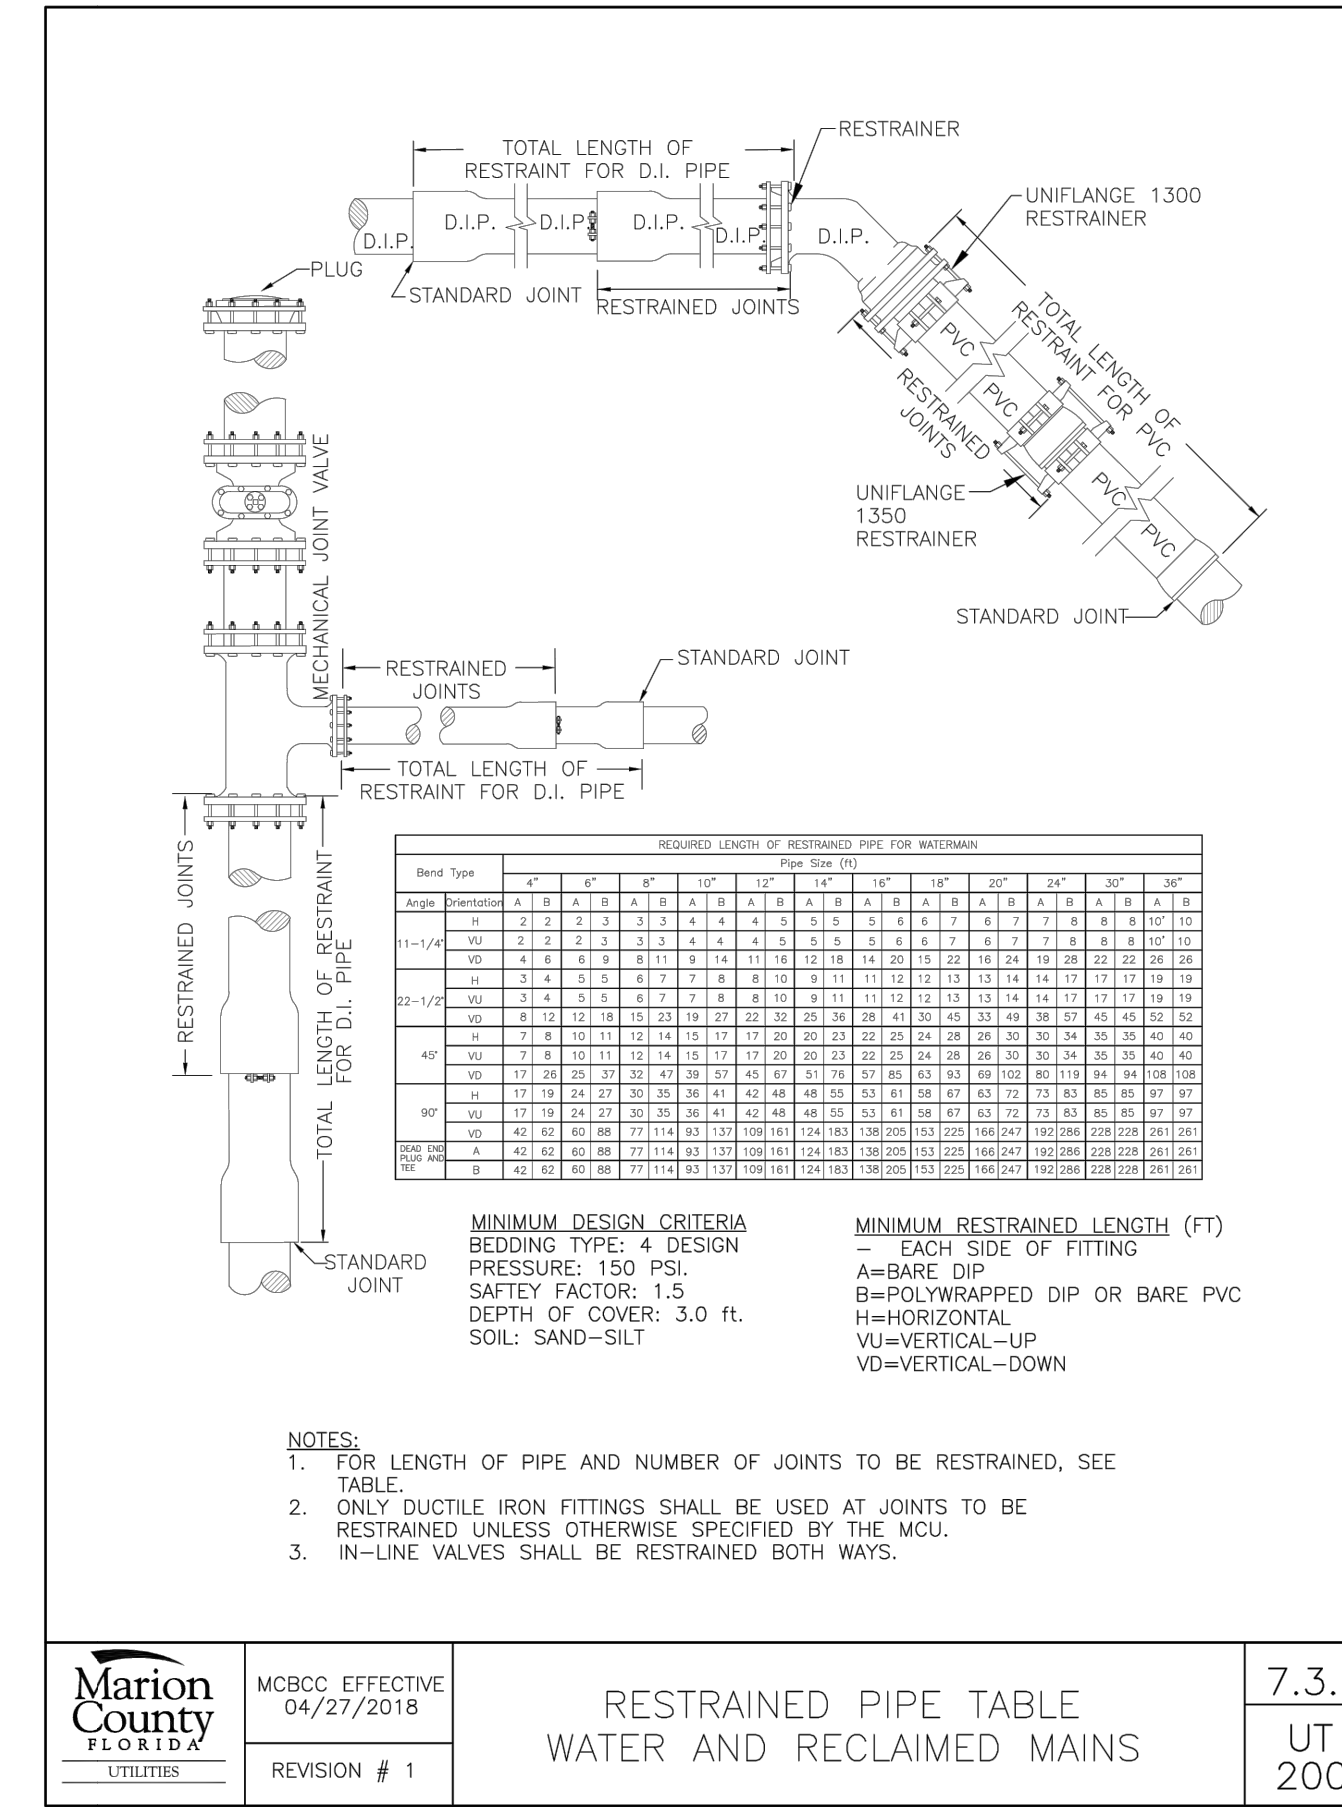 RESTRAINER
TOTAL LENGTH OF
RESTRAINT FOR D.I. PIPE
UNIFLANGE 1300
RESTRAINER
D.I.P.
D.I.P.
D.I.P.
D.I.P.
D.I.P.
D.I.P.
PLUG
STANDARD JOINT
RESTRAINED JOINTS
TOTAL LENGTH OF
RESTRAINT FOR PVC
PVC
PVC
PVC
PVC
RESTRAINED
JOINTS
UNIFLANGE
1350
RESTRAINER
STANDARD JOINT
MECHANICAL JOINT VALVE
RESTRAINED
JOINTS
STANDARD JOINT
TOTAL LENGTH OF
RESTRAINT FOR D.I. PIPE
RESTRAINED JOINTS
TOTAL LENGTH OF RESTRAINT
FOR D.I. PIPE
STANDARD
JOINT
REQUIRED LENGTH OF RESTRAINED PIPE FOR WATERMAIN
Bend Type Pipe Size (ft)
4" 6" 8" 10" 12" 14" 16" 18" 20" 24" 30" 36"
Angle Orientation A B A B A B A B A B A B A B A B A B A B A B A B
11-1/4° H 2 2 2 3 3 3 4 4 4 5 5 5 5 6 6 7 6 7 7 8 8 8 10' 10
VU 2 2 2 3 3 3 4 4 4 5 5 5 5 6 6 7 6 7 7 8 8 8 10' 10
VD 4 6 6 9 8 11 9 14 11 16 12 18 14 20 15 22 16 24 19 28 22 22 26 26
22-1/2° H 3 4 5 5 6 7 7 8 8 10 9 11 11 12 12 13 13 14 14 17 17 17 19 19
VU 3 4 5 5 6 7 7 8 8 10 9 11 11 12 12 13 13 14 14 17 17 17 19 19
VD 8 12 12 18 15 23 19 27 22 32 25 36 28 41 30 45 33 49 38 57 45 45 52 52
45° H 7 8 10 11 12 14 15 17 17 20 20 23 22 25 24 28 26 30 30 34 35 35 40 40
VU 7 8 10 11 12 14 15 17 17 20 20 23 22 25 24 28 26 30 30 34 35 35 40 40
VD 17 26 25 37 32 47 39 57 45 67 51 76 57 85 63 93 69 102 80 119 94 94 108 108
90° H 17 19 24 27 30 35 36 41 42 48 48 55 53 61 58 67 63 72 73 83 85 85 97 97
VU 17 19 24 27 30 35 36 41 42 48 48 55 53 61 58 67 63 72 73 83 85 85 97 97
VD 42 62 60 88 77 114 93 137 109 161 124 183 138 205 153 225 166 247 192 286 228 228 261 261
DEAD END PLUG AND TEE A 42 62 60 88 77 114 93 137 109 161 124 183 138 205 153 225 166 247 192 286 228 228 261 261
B 42 62 60 88 77 114 93 137 109 161 124 183 138 205 153 225 166 247 192 286 228 228 261 261
MINIMUM DESIGN CRITERIA
BEDDING TYPE: 4 DESIGN
PRESSURE: 150 PSI.
SAFTEY FACTOR: 1.5
DEPTH OF COVER: 3.0 ft.
SOIL: SAND-SILT
MINIMUM RESTRAINED LENGTH (FT)
- EACH SIDE OF FITTING
A=BARE DIP
B=POLYWRAPPED DIP OR BARE PVC
H=HORIZONTAL
VU=VERTICAL-UP
VD=VERTICAL-DOWN
NOTES:
1. FOR LENGTH OF PIPE AND NUMBER OF JOINTS TO BE RESTRAINED, SEE
TABLE.
2. ONLY DUCTILE IRON FITTINGS SHALL BE USED AT JOINTS TO BE
RESTRAINED UNLESS OTHERWISE SPECIFIED BY THE MCU.
3. IN-LINE VALVES SHALL BE RESTRAINED BOTH WAYS.
Marion
County
FLORIDA
UTILITIES
MCBCC EFFECTIVE
04/27/2018
REVISION # 1
RESTRAINED PIPE TABLE
WATER AND RECLAIMED MAINS
7.3.
UT
200